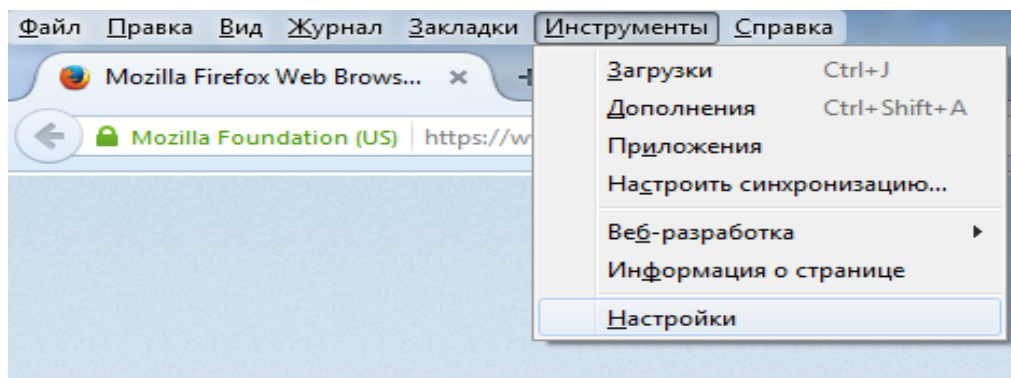 Файл Правка Вид Журнал Закладки Инструменты Справка
Mozilla Firefox Web Brows...
Mozilla Foundation (US) https://w
Загрузки Ctrl+J
Дополнения Ctrl+Shift+A
Приложения
Настроить синхронизацию...
Веб-разработка
Информация о странице
Настройки